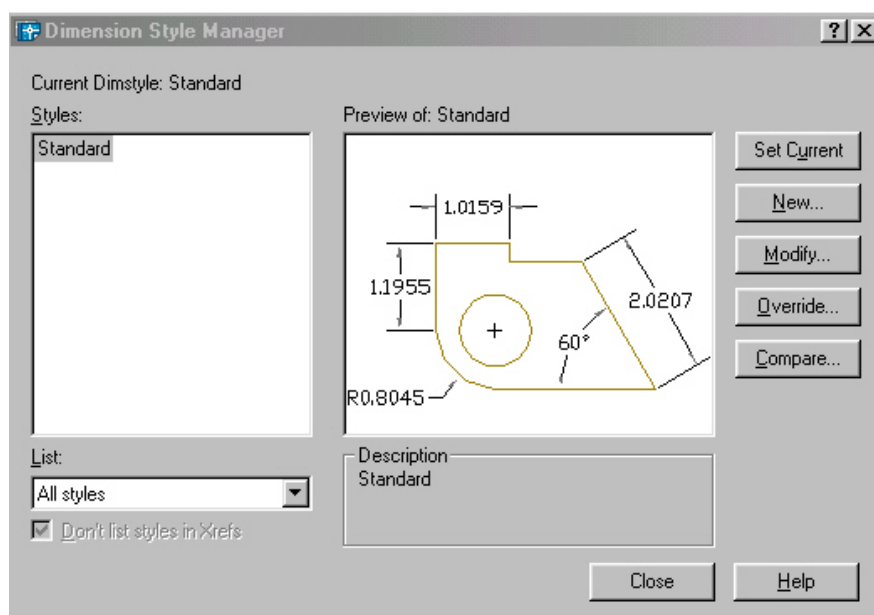 Dimension Style Manager
Current Dimstyle: Standard
Styles:
Standard
Preview of: Standard
1.0159
1.1955
2.0207
60°
R0.8045
Set Current
New...
Modify...
Override...
Compare...
List:
All styles
Don't list styles in Xrefs
Description
Standard
Close
Help